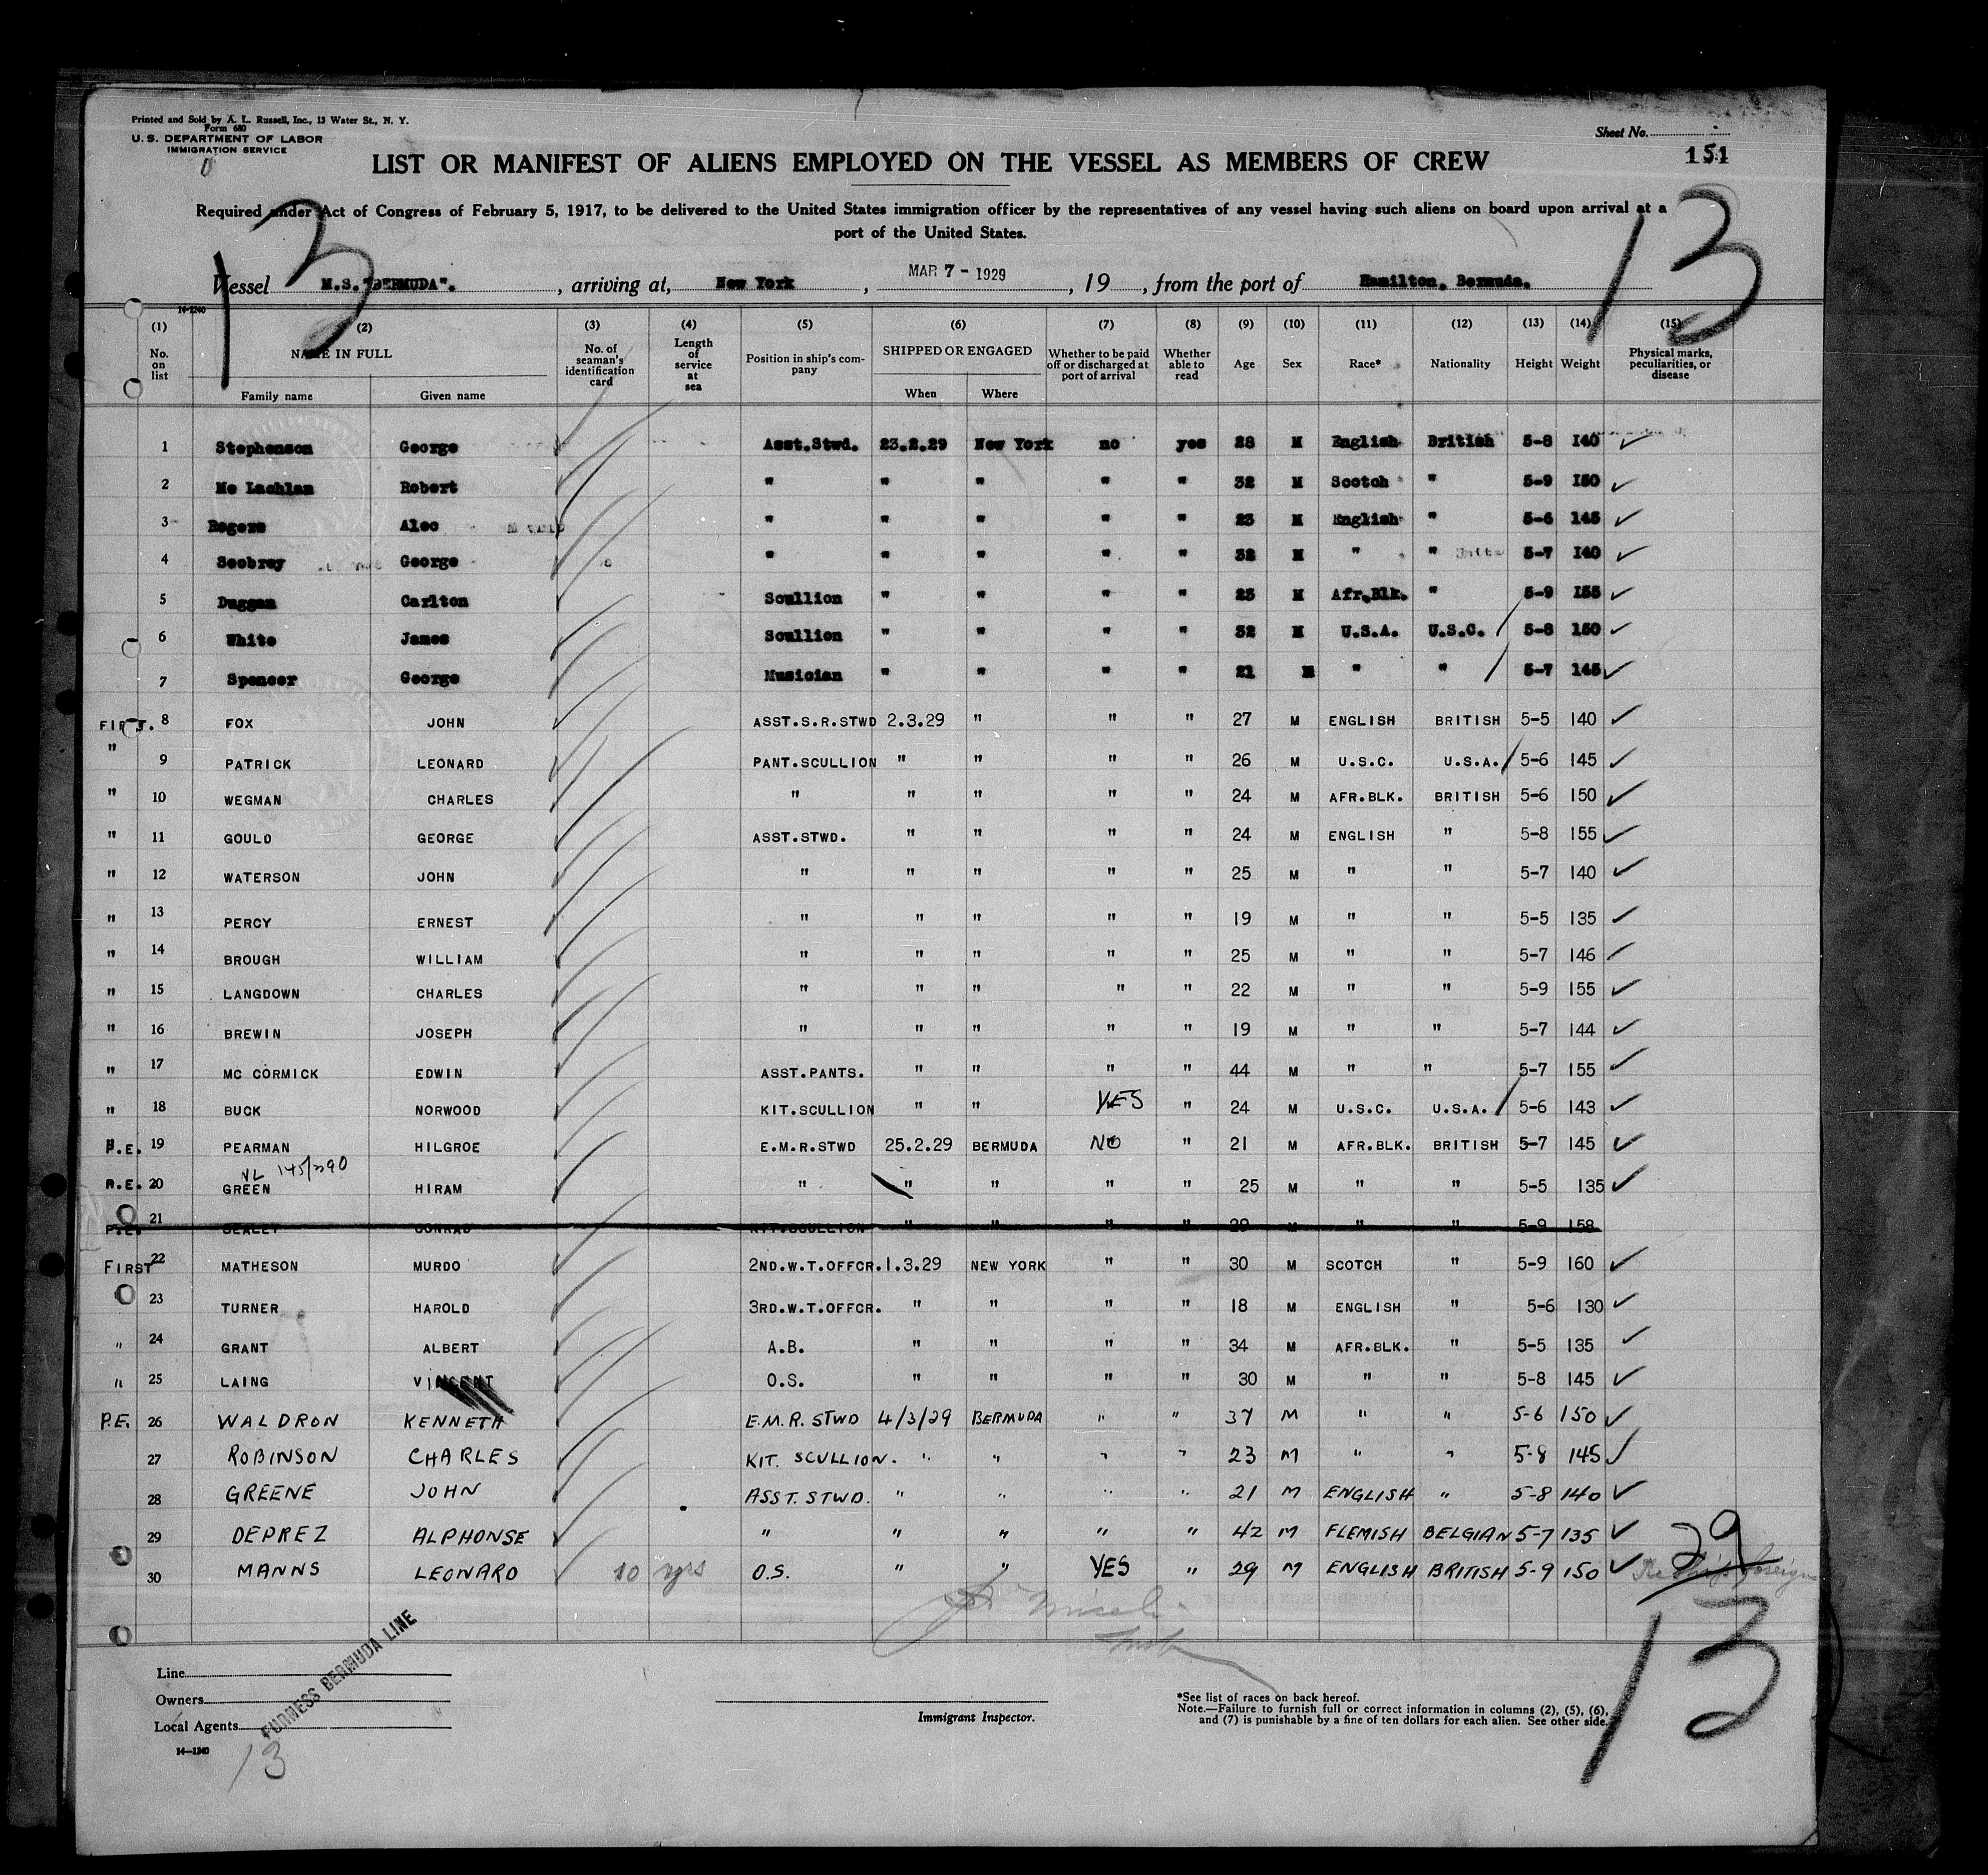 Printed and Sold by A. L. Russell, Inc., 13 Water St., N. Y.
Form 680
U. S. DEPARTMENT OF LABOR
IMMIGRATION SERVICE
Sheet No.
151
LIST OR MANIFEST OF ALIENS EMPLOYED ON THE VESSEL AS MEMBERS OF CREW
Required under Act of Congress of February 5, 1917, to be delivered to the United States immigration officer by the representatives of any vessel having such aliens on board upon arrival at a
port of the United States.
13 13
Vessel M.S."BERMUDA". , arriving at, New York , MAR 7 - 1929 , 19 , from the port of Hamilton, Bermuda.
14-1240
(1) (2) (3) (4) (5) (6) (7) (8) (9) (10) (11) (12) (13) (14) (15)
No. on list NAME IN FULL Family name Given name No. of seaman's identification card Length of service at sea Position in ship's company SHIPPED OR ENGAGED When Where Whether to be paid off or discharged at port of arrival Whether able to read Age Sex Race* Nationality Height Weight Physical marks, peculiarities, or disease
1 Stephenson George Asst.Stwd. 23.2.29 New York no yes 28 M English British 5-8 140
2 Mc Lachlan Robert " " " " " 32 M Scotch " 5-9 150
3 Rogers Alec " " " " " 23 M English " 5-6 145
4 Seobray George " " " " " 32 M " " 5-7 140
5 Duggan Carlton Scullion " " " " 23 M Afr.Blk. " 5-9 155
6 White James Scullion " " " " 32 M U.S.A. U.S.C. 5-8 150
7 Spencer George Musician " " " " 21 M " " 5-7 145
FIRST. 8 FOX JOHN ASST.S.R.STWD 2.3.29 " " " 27 M ENGLISH BRITISH 5-5 140
" 9 PATRICK LEONARD PANT.SCULLION " " " " 26 M U.S.C. U.S.A. 5-6 145
" 10 WEGMAN CHARLES " " " " " 24 M AFR.BLK. BRITISH 5-6 150
" 11 GOULD GEORGE ASST.STWD. " " " " 24 M ENGLISH " 5-8 155
" 12 WATERSON JOHN " " " " " 25 M " " 5-7 140
" 13 PERCY ERNEST " " " " " 19 M " " 5-5 135
" 14 BROUGH WILLIAM " " " " " 25 M " " 5-7 146
" 15 LANGDOWN CHARLES " " " " " 22 M " " 5-9 155
" 16 BREWIN JOSEPH " " " " " 19 M " " 5-7 144
" 17 MC CORMICK EDWIN ASST.PANTS. " " " " 44 M " " 5-7 155
" 18 BUCK NORWOOD KIT.SCULLION " " YES " 24 M U.S.C. U.S.A. 5-6 143
P.E. 19 PEARMAN HILGROE E.M.R.STWD 25.2.29 BERMUDA NO " 21 M AFR.BLK. BRITISH 5-7 145
VL 145/290
P.E. 20 GREEN HIRAM " " " " " 25 M " " 5-5 135
P.E. 21 SEALEY CONRAD KIT.SCULLION " " " " 29 M " " 5-9 158
FIRST 22 MATHESON MURDO 2ND.W.T.OFFCR. 1.3.29 NEW YORK " " 30 M SCOTCH " 5-9 160
23 TURNER HAROLD 3RD.W.T.OFFCR. " " " " 18 M ENGLISH " 5-6 130
" 24 GRANT ALBERT A.B. " " " " 34 M AFR.BLK. " 5-5 135
" 25 LAING VINCENT O.S. " " " " 30 M " " 5-8 145
P.E. 26 WALDRON KENNETH E.M.R. STWD 4/3/29 BERMUDA " " 37 M " " 5-6 150
27 ROBINSON CHARLES KIT. SCULLION. " " " " 23 M " " 5-8 145
28 GREENE JOHN ASST. STWD. " " " " 21 M ENGLISH " 5-8 140
29 DEPREZ ALPHONSE " " " " " 42 M FLEMISH BELGIAN 5-7 135 29
30 MANNS LEONARD 10 yrs O.S. " " YES " 29 M ENGLISH BRITISH 5-9 150 Reship foreign
13
Line
Owners
Local Agents
FURNESS BERMUDA LINE
14-1240
13
Immigrant Inspector.
*See list of races on back hereof.
Note.—Failure to furnish full or correct information in columns (2), (5), (6),
and (7) is punishable by a fine of ten dollars for each alien. See other side.